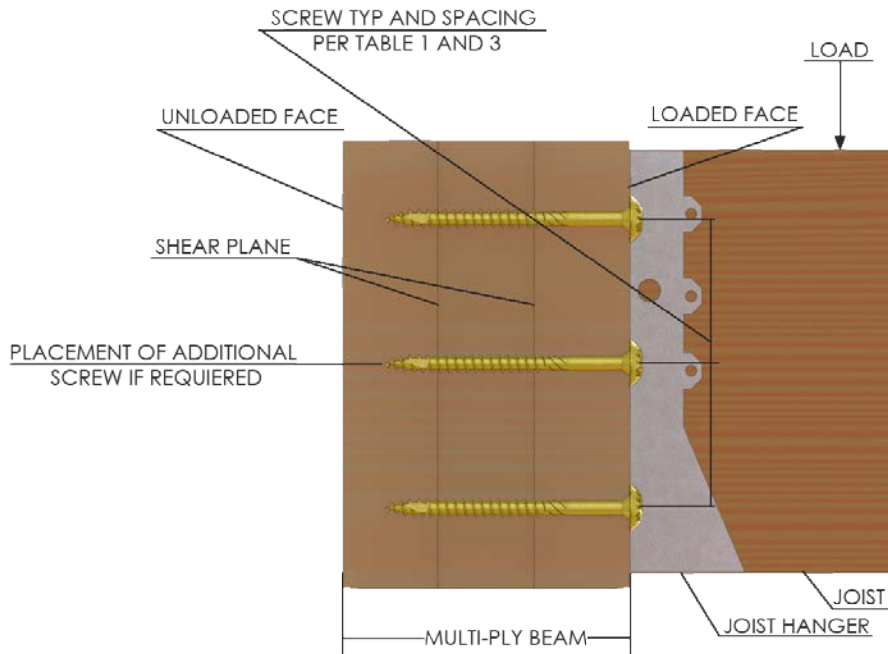 SCREW TYP AND SPACING
PER TABLE 1 AND 3
LOAD
UNLOADED FACE
LOADED FACE
SHEAR PLANE
PLACEMENT OF ADDITIONAL
SCREW IF REQUIERED
JOIST
JOIST HANGER
MULTI-PLY BEAM